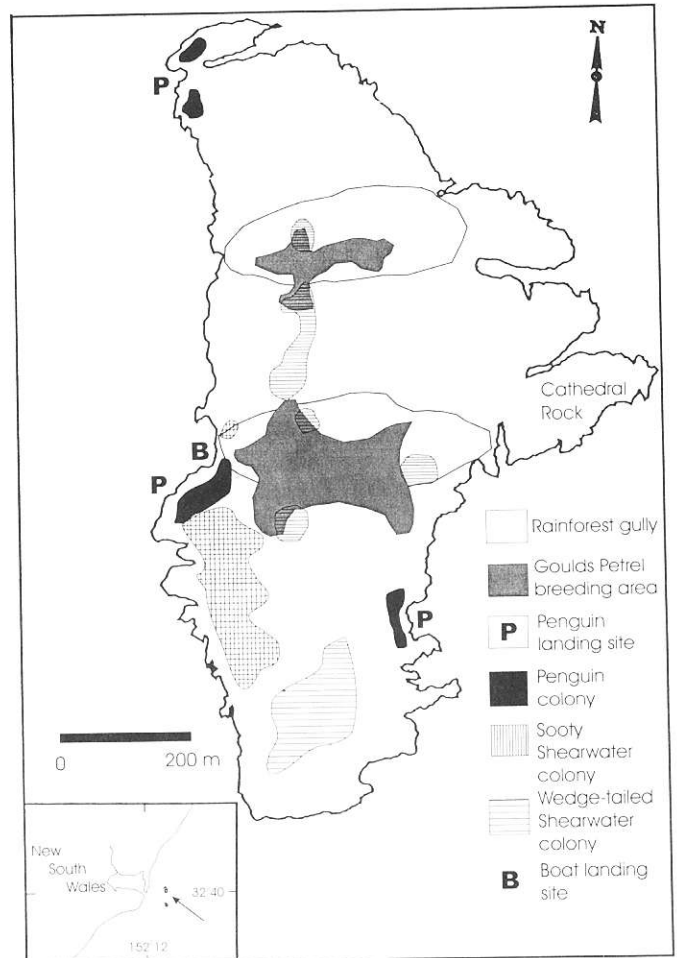 N
P
Cathedral
Rock
B
P
P
Rainforest gully
Goulds Petrel
breeding area
P
Penguin
landing site
Penguin
colony
Sooty
Shearwater
colony
Wedge-tailed
Shearwater
colony
B
Boat landing
site
0
200 m
New
South
Wales
32 40
152 12